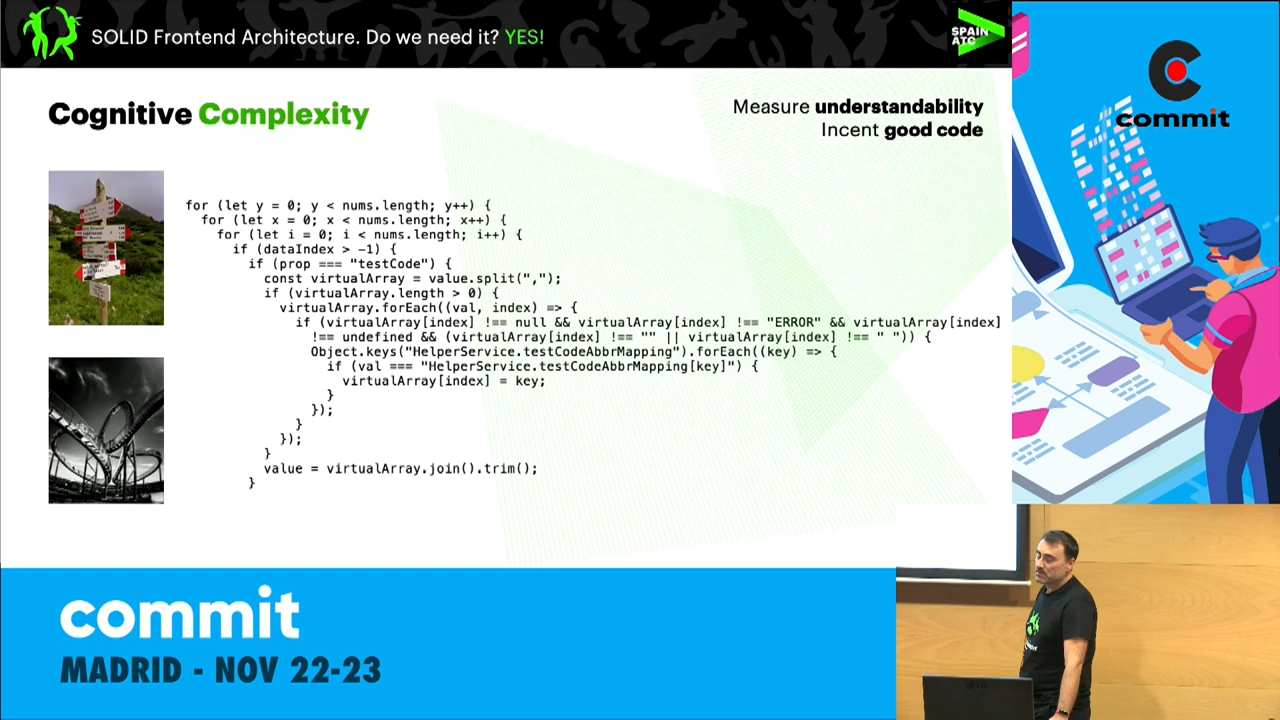 SOLID Frontend Architecture. Do we need it? YES!
SPAIN
ATC
Cognitive Complexity
Measure understandability
Incent good code
for (let y = 0; y < nums.length; y++) {
for (let x = 0; x < nums.length; x++) {
for (let i = 0; i < nums.length; i++) {
if (dataIndex > -1) {
if (prop === "testCode") {
const virtualArray = value.split(",");
if (virtualArray.length > 0) {
virtualArray.forEach((val, index) => {
if (virtualArray[index] !== null && virtualArray[index] !== "ERROR" && virtualArray[index]
!== undefined && (virtualArray[index] !== "" || virtualArray[index] !== " ")) {
Object.keys("HelperService.testCodeAbbrMapping").forEach((key) => {
if (val === "HelperService.testCodeAbbrMapping[key]") {
virtualArray[index] = key;
}
});
}
});
}
value = virtualArray.join().trim();
}
commit
commit
MADRID - NOV 22-23